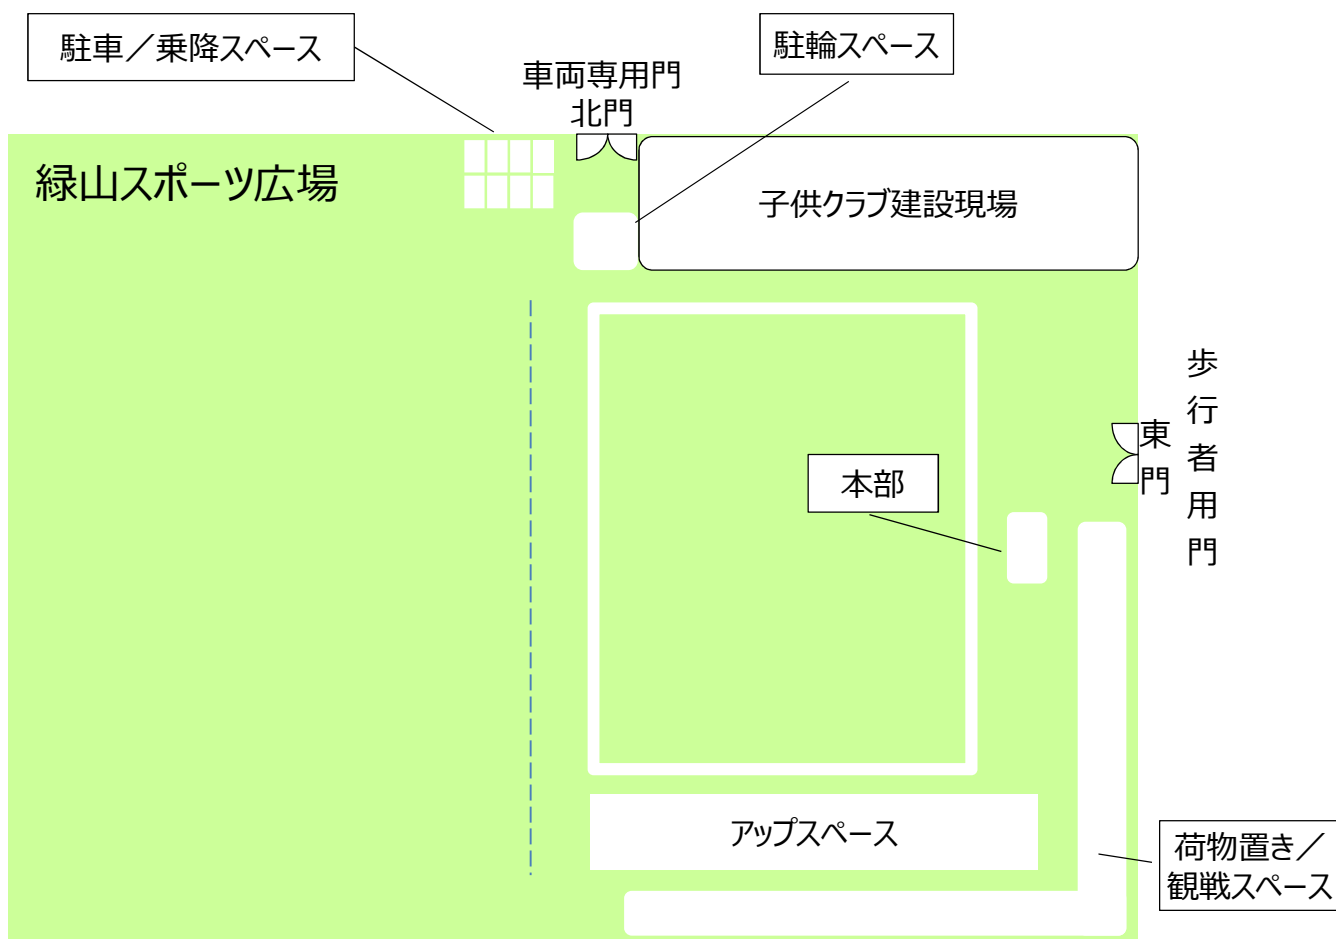 駐車／乗降スペース
駐輪スペース
車両専用門
北門
緑山スポーツ広場
子供クラブ建設現場
歩行者用門
東門
本部
アップスペース
荷物置き／
観戦スペース